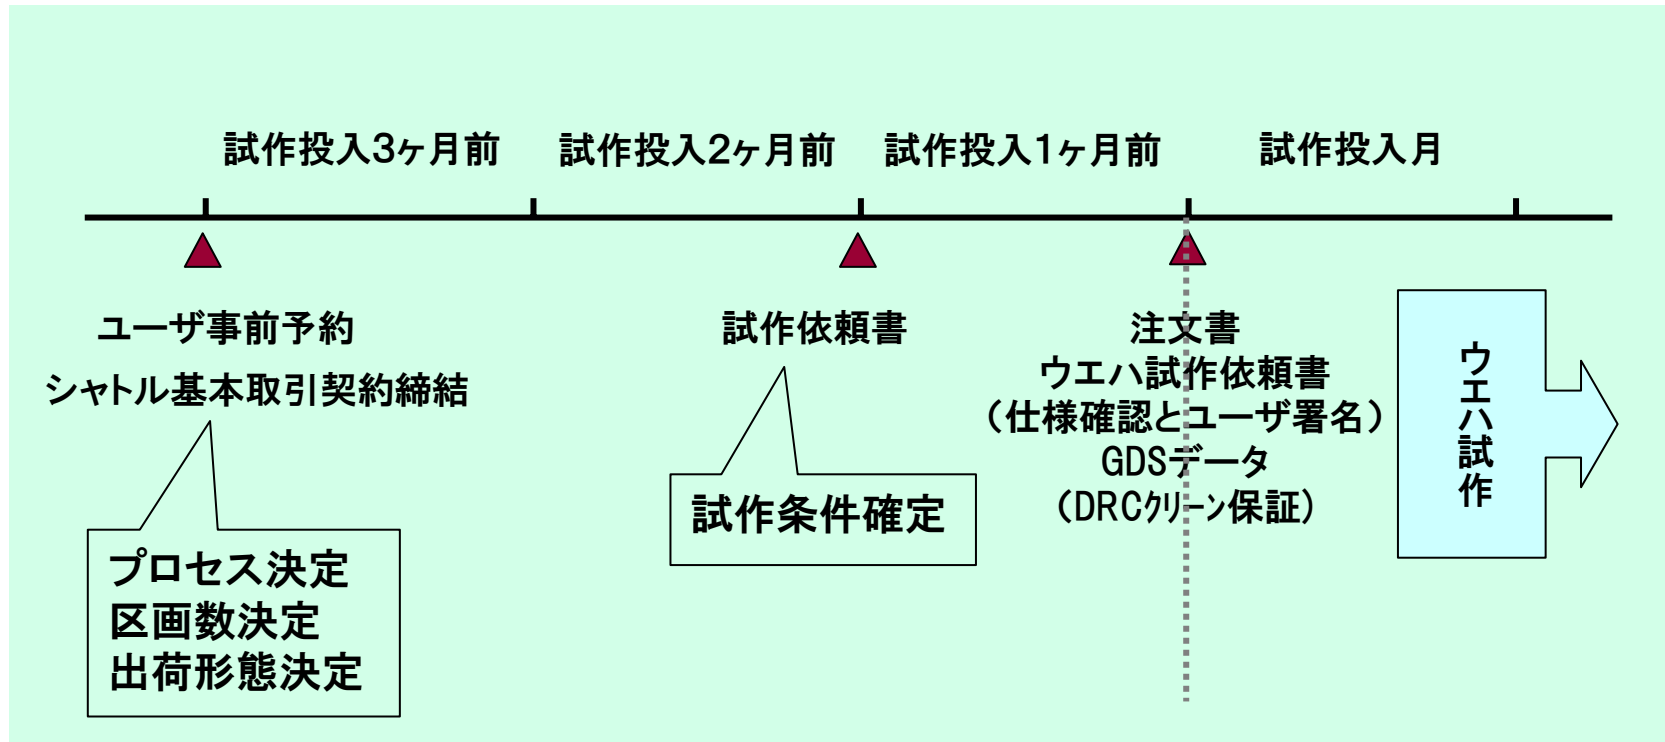 試作投入3ヶ月前
試作投入2ヶ月前
試作投入1ヶ月前
試作投入月
ユーザ事前予約
シャトル基本取引契約締結
プロセス決定
区画数決定
出荷形態決定
試作依頼書
試作条件確定
注文書
ウエハ試作依頼書
（仕様確認とユーザ署名）
GDSデータ
（DRCｸﾘｰﾝ保証）
ウエハ試作